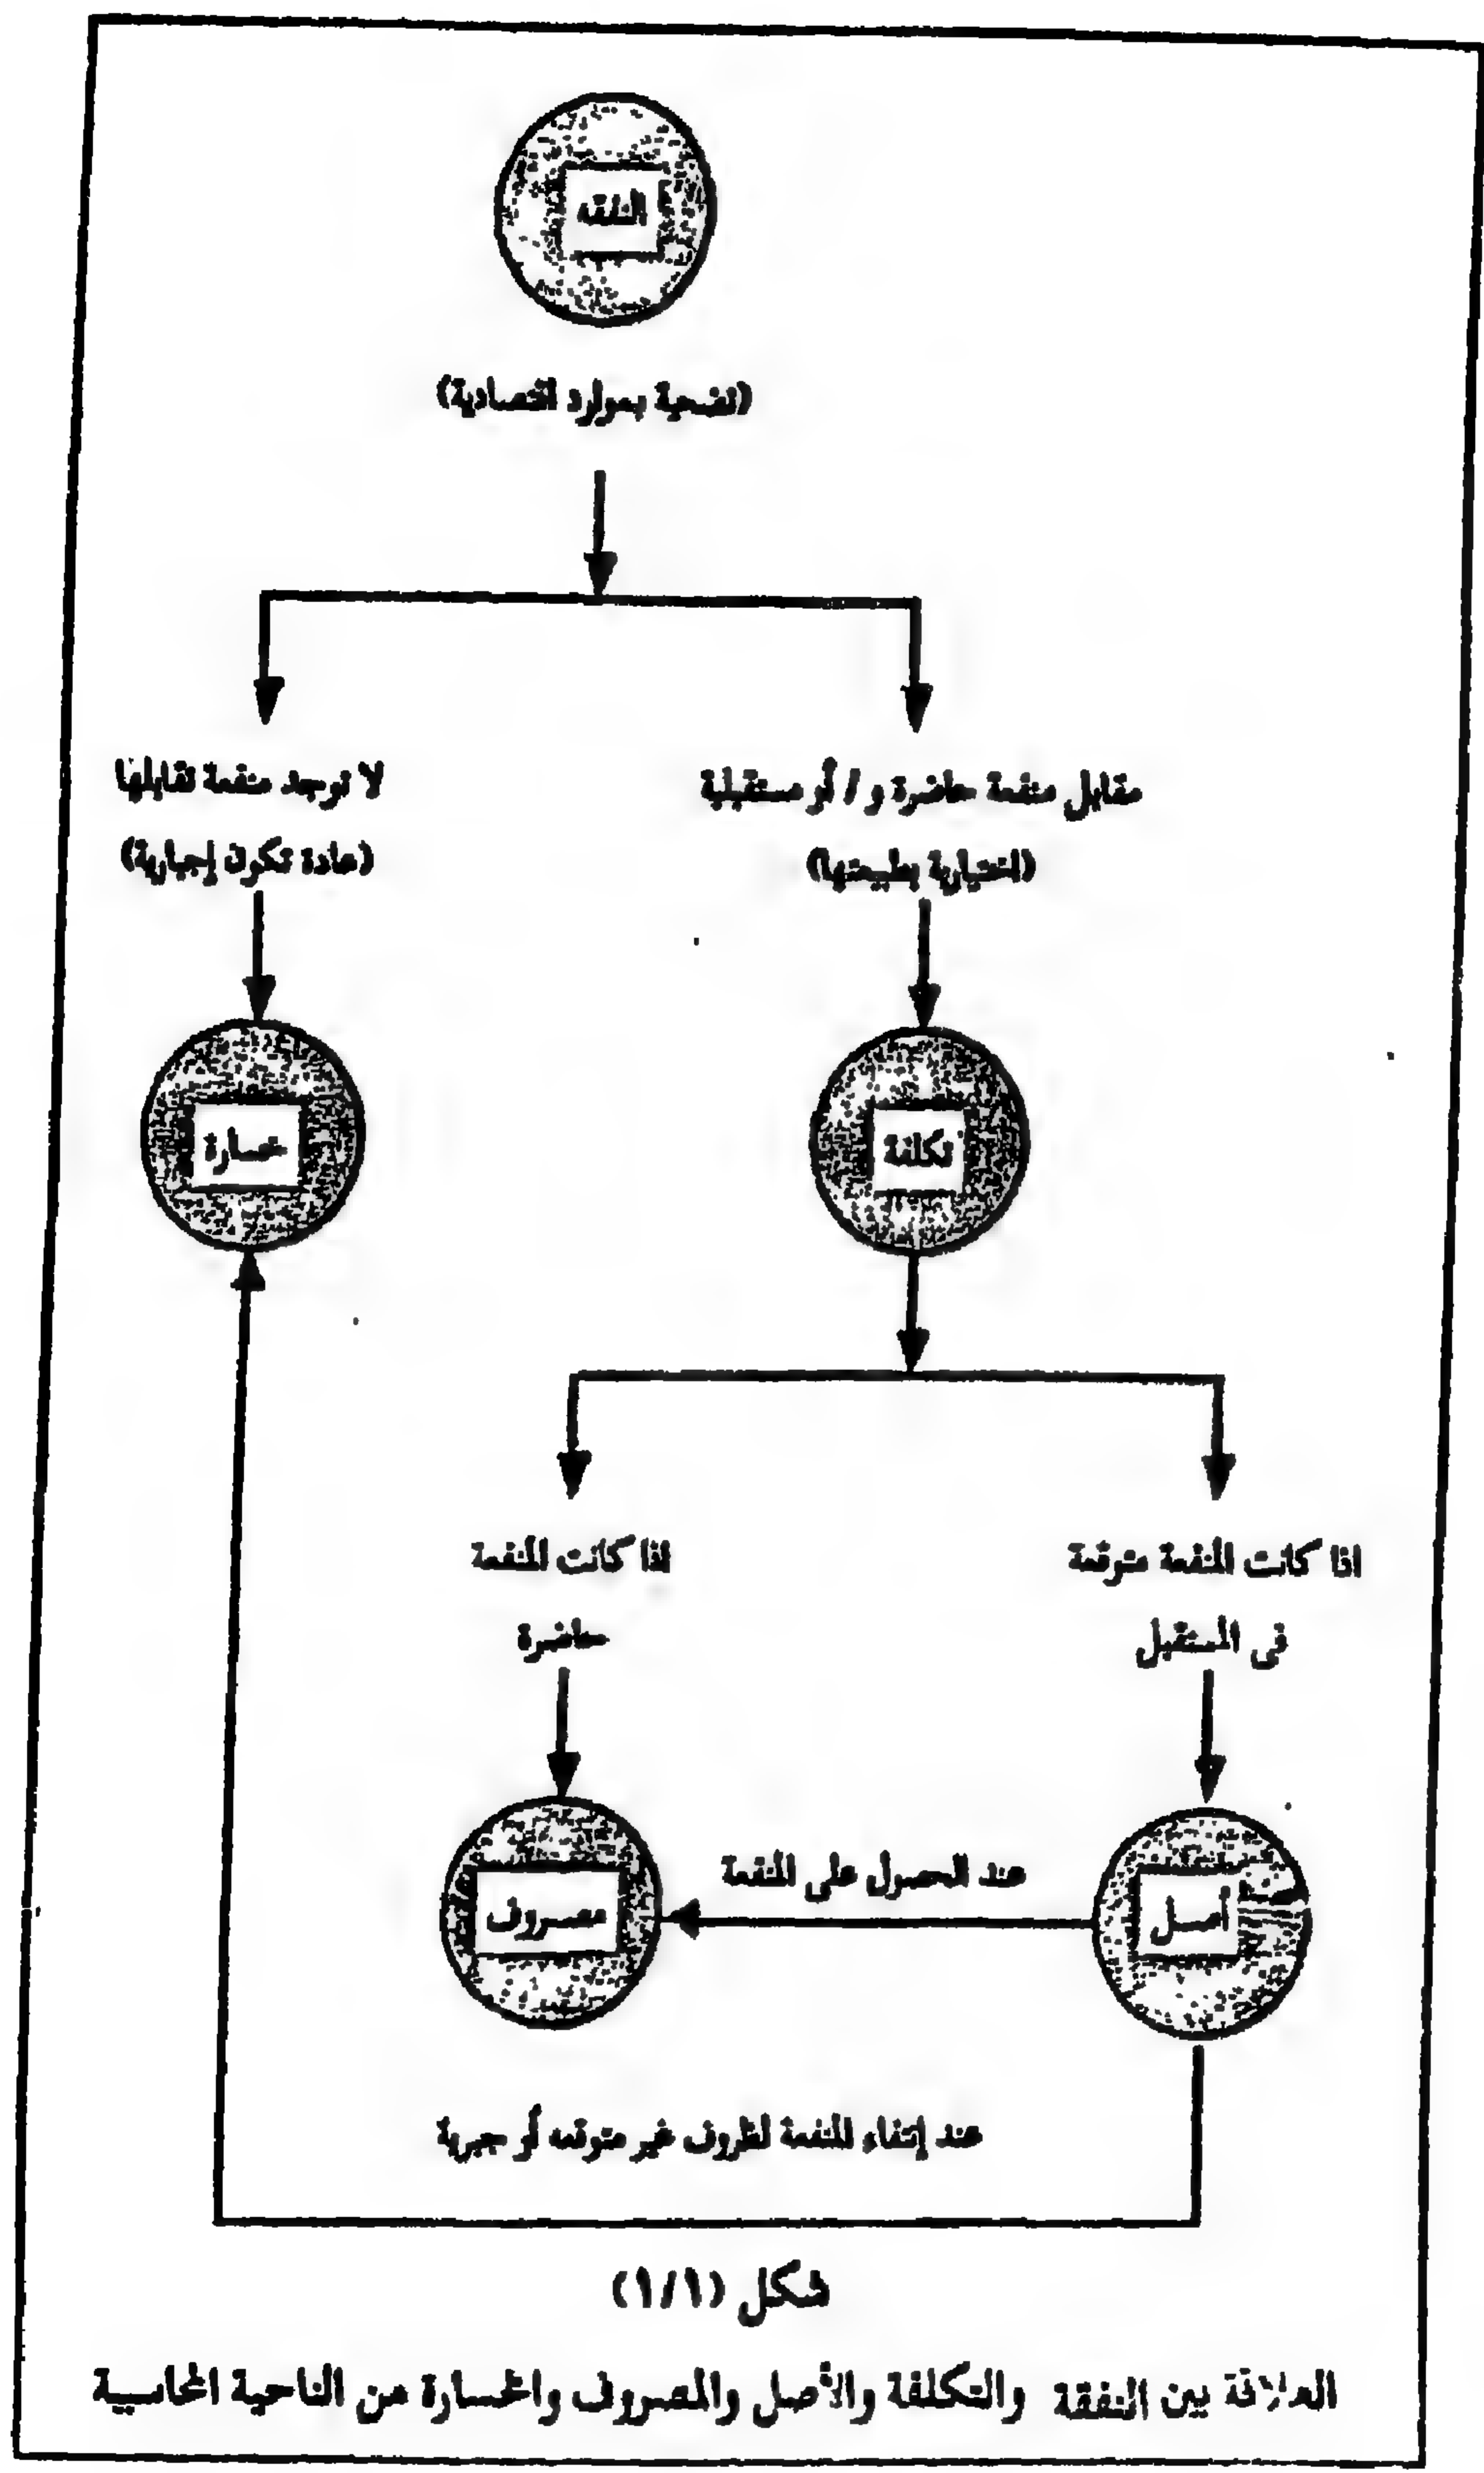 النفقه
(تضحية بموارد اقتصادية)
مقابل منفعة حاضرة و / أو مستقبلية
(اختيارية بطبيعتها)
لا توجد منفعة تقابلها
(عادة تكون إجبارية)
تكلفة
خسارة
اذا كانت المنفعة متوقعة
فى المستقبل
اذا كانت المنفعة
حاضرة
أصل
عند الحصول على المنفعة
مصروف
عند إنتفاء المنفعة لظروف غير متوقعه أو جبرية
شكل (١/١)
العلاقة بين النفقة والتكلفة والأصل والمصروف والخسارة من الناحية المحاسبية